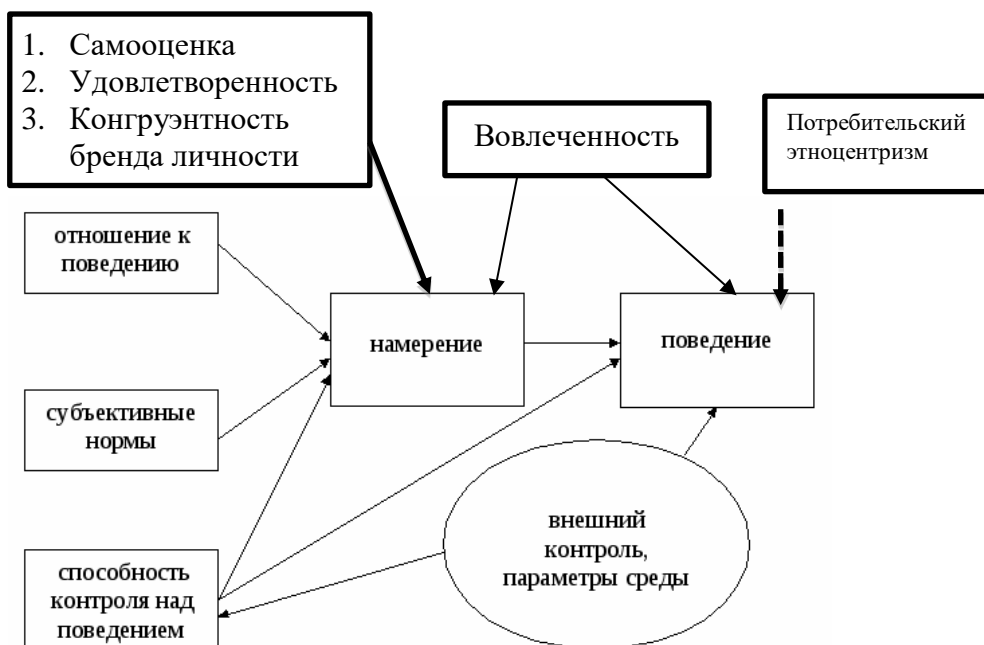 1. Самооценка
2. Удовлетворенность
3. Конгруэнтность
бренда личности
Вовлеченность
Потребительский
этноцентризм
отношение к
поведению
намерение
поведение
субъективные
нормы
внешний
контроль,
параметры среды
способность
контроля над
поведением